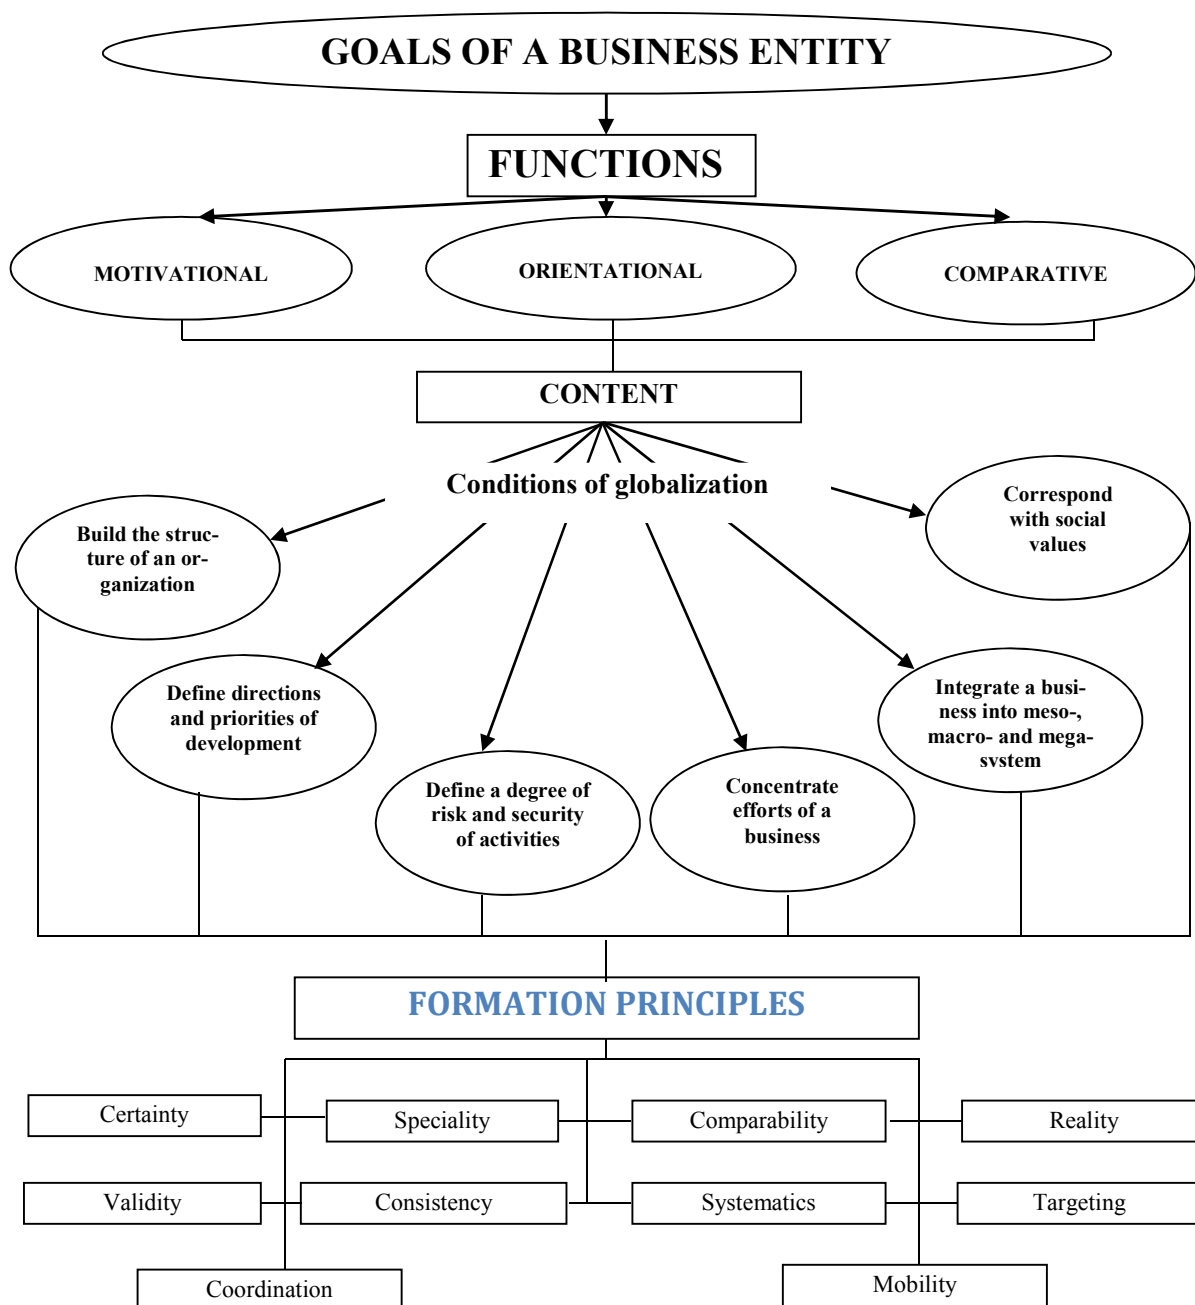 GOALS OF A BUSINESS ENTITY
FUNCTIONS
MOTIVATIONAL
ORIENTATIONAL
COMPARATIVE
CONTENT
Conditions of globalization
Build the struc-
ture of an or-
ganization
Correspond
with social
values
Define directions
and priorities of
development
Integrate a busi-
ness into meso-,
macro- and mega-
system
Define a degree of
risk and security
of activities
Concentrate
efforts of a
business
FORMATION PRINCIPLES
Certainty
Speciality
Comparability
Reality
Validity
Consistency
Systematics
Targeting
Coordination
Mobility